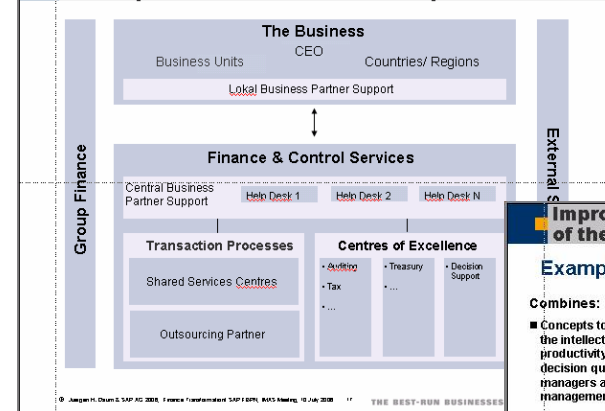 The Business
CEO
Business Units
Countries/ Regions
Lokal Business Partner Support
Group Finance
Finance & Control Services
Central Business
Partner Support
Help Desk 1
Help Desk 2
Help Desk N
Transaction Processes
Shared Services Centres
Outsourcing Partner
Centres of Excellence
• Auditing
• Tax
• ...
• Treasury
• ...
• Decision
Support
External S
Impro
of the
Examp
Combines:
Concepts to
the intellect
productivity
decision qu
managers a
management
© Juergen H. Daum & SAP AG 2008, Finance Transformation! SAP FBPN, IMAS Meeting, 10 July 2008
17
THE BEST-RUN BUSINESSES